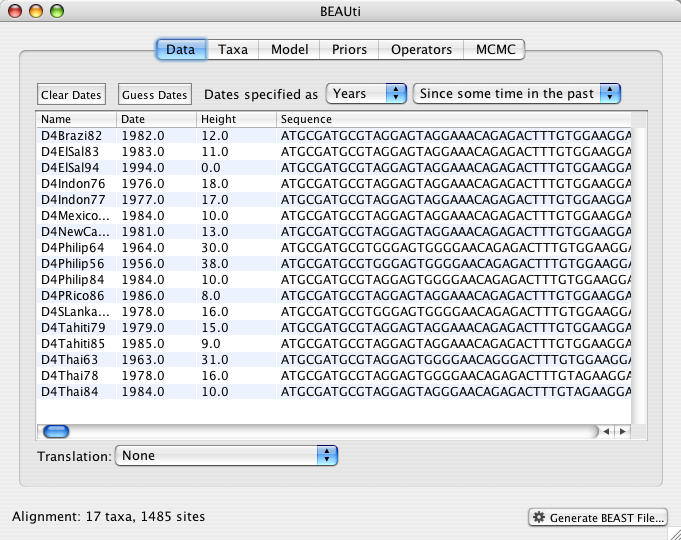 BEAUti
Data Taxa Model Priors Operators MCMC
Clear Dates Guess Dates Dates specified as Years Since some time in the past
Name Date Height Sequence
D4Brazi82 1982.0 12.0 ATGCGATGCGTAGGAGTAGGAAACAGAGACTTTGTGGAAGGA
D4ElSal83 1983.0 11.0 ATGCGATGCGTAGGAGTAGGAAACAGAGACTTTGTGGAAGGA
D4ElSal94 1994.0 0.0 ATGCGATGCGTAGGAGTAGGAAACAGAGACTTTGTGGAAGGA
D4Indon76 1976.0 18.0 ATGCGATGCGTAGGAGTAGGAAACAGAGACTTTGTGGAAGGA
D4Indon77 1977.0 17.0 ATGCGATGCGTAGGAGTAGGAAACAGAGACTTTGTGGAAGGA
D4Mexico... 1984.0 10.0 ATGCGATGCGTAGGAGTAGGAAACAGAGACTTTGTGGAAGGA
D4NewCa... 1981.0 13.0 ATGCGATGCGTAGGAGTAGGAAACAGAGACTTTGTGGAAGGA
D4Philip64 1964.0 30.0 ATGCGATGCGTGGGAGTGGGGAACAGAGACTTTGTGGAAGGA
D4Philip56 1956.0 38.0 ATGCGATGCGTGGGAGTGGGGAACAGAGACTTTGTGGAAGGA
D4Philip84 1984.0 10.0 ATGCGATGCGTAGGAGTAGGAAACAGAGACTTTGTGGAAGGA
D4PRico86 1986.0 8.0 ATGCGATGCGTAGGAGTAGGAAACAGAGACTTTGTGGAAGGA
D4SLanka... 1978.0 16.0 ATGCGATGCGTGGGAGTGGGGAACAGAGACTTTGTGGAAGGA
D4Tahiti79 1979.0 15.0 ATGCGATGCGTAGGAGTAGGAAACAGAGACTTTGTGGAAGGA
D4Tahiti85 1985.0 9.0 ATGCGATGCGTAGGAGTAGGAAACAGAGACTTTGTGGAAGGA
D4Thai63 1963.0 31.0 ATGCGATGCGTAGGAGTGGGGAACAGGGACTTTGTGGAAGGA
D4Thai78 1978.0 16.0 ATGCGATGCGTAGGAGTGGGGAACAGAGACTTTGTAGAAGGA
D4Thai84 1984.0 10.0 ATGCGATGCGTAGGAGTAGGGAACAGAGACTTTGTAGAAGGA
Translation: None
Alignment: 17 taxa, 1485 sites Generate BEAST File...